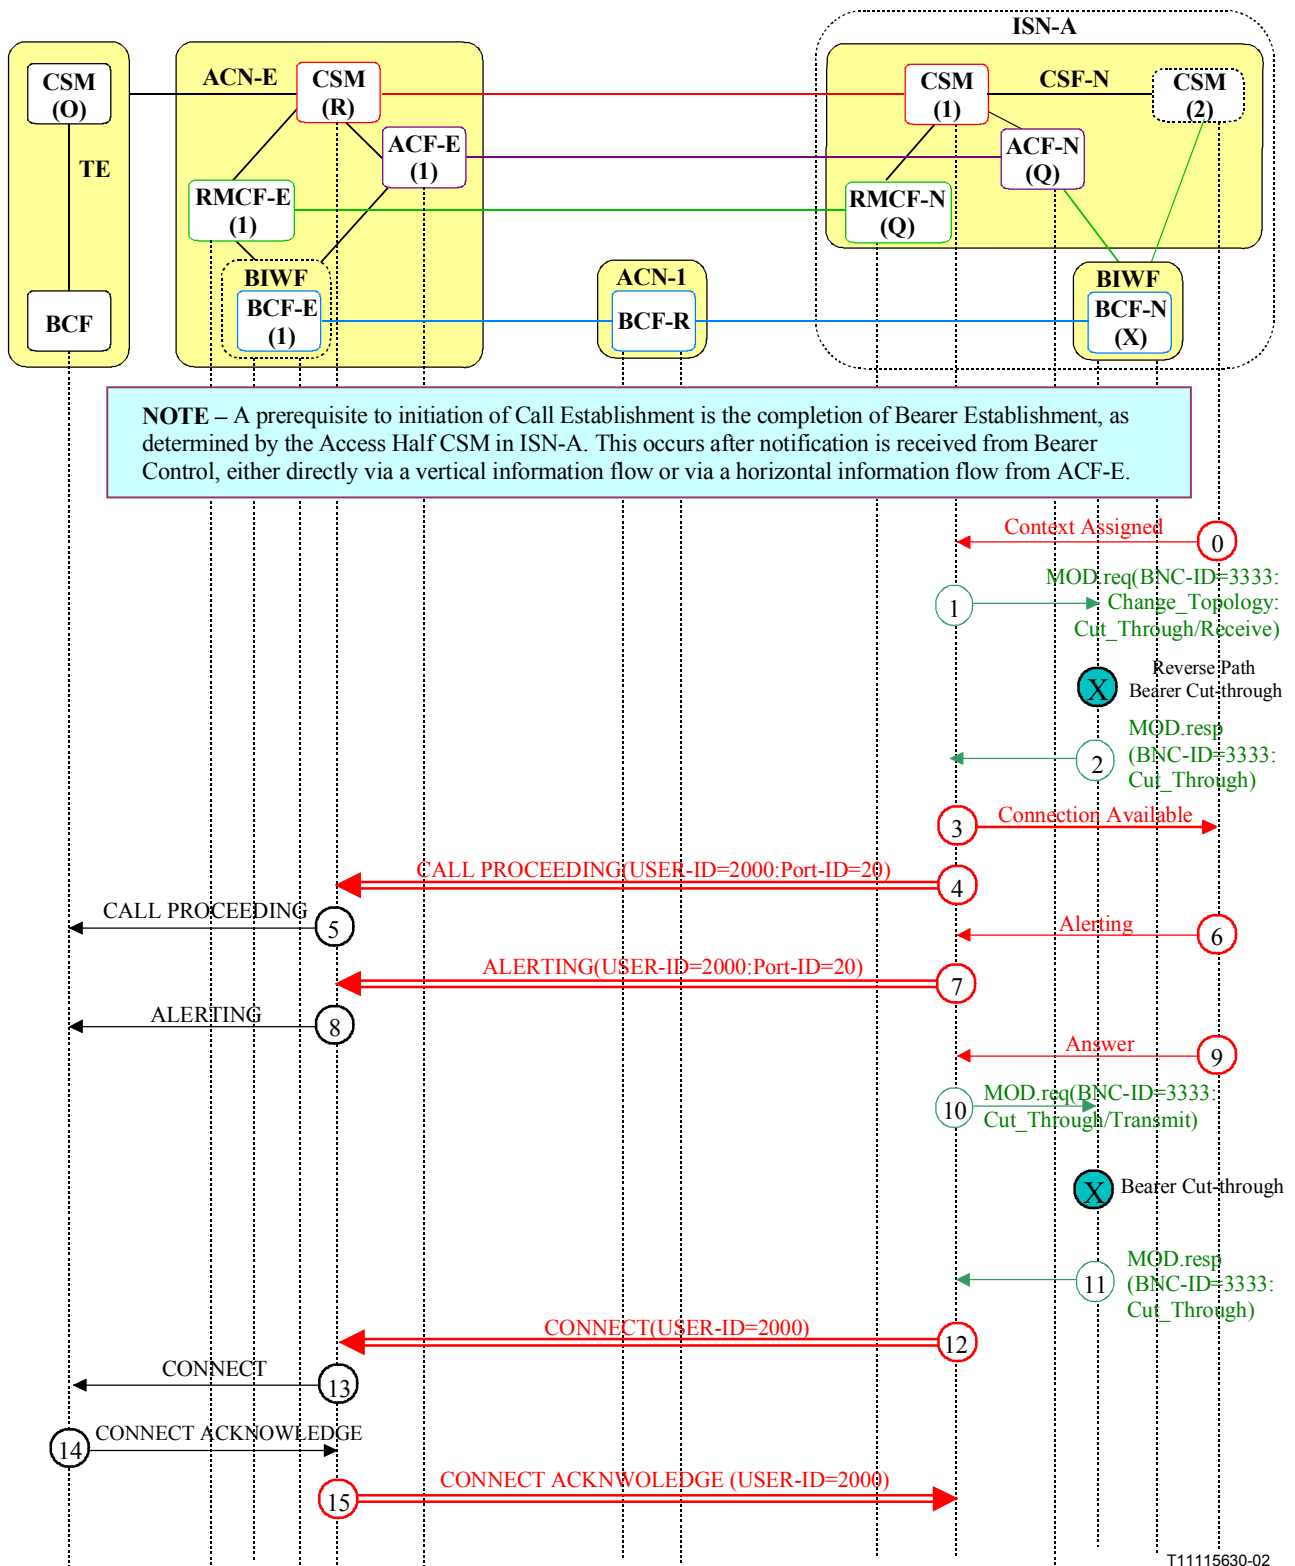 ISN-A
CSM
(O)
ACN-E
CSM
(R)
CSM
(1)
CSF-N
CSM
(2)
TE
ACF-E
(1)
ACF-N
(Q)
RMCF-E
(1)
RMCF-N
(Q)
BIWF
ACN-1
BIWF
BCF
BCF-E
(1)
BCF-R
BCF-N
(X)
NOTE – A prerequisite to initiation of Call Establishment is the completion of Bearer Establishment, as
determined by the Access Half CSM in ISN-A. This occurs after notification is received from Bearer
Control, either directly via a vertical information flow or via a horizontal information flow from ACF-E.
Context Assigned
0
MOD.req(BNC-ID=3333:
Change_Topology:
Cut_Through/Receive)
1
X
Reverse Path
Bearer Cut-through
MOD.resp
(BNC-ID=3333:
Cut_Through)
2
3
Connection Available
CALL PROCEEDING(USER-ID=2000:Port-ID=20)
4
CALL PROCEEDING
5
Alerting
6
ALERTING(USER-ID=2000:Port-ID=20)
7
ALERTING
8
Answer
9
10
MOD.req(BNC-ID=3333:
Cut_Through/Transmit)
X
Bearer Cut-through
MOD.resp
(BNC-ID=3333:
Cut_Through)
11
CONNECT(USER-ID=2000)
12
CONNECT
13
14
CONNECT ACKNOWLEDGE
15
CONNECT ACKNWOLEDGE (USER-ID=2000)
T11115630-02